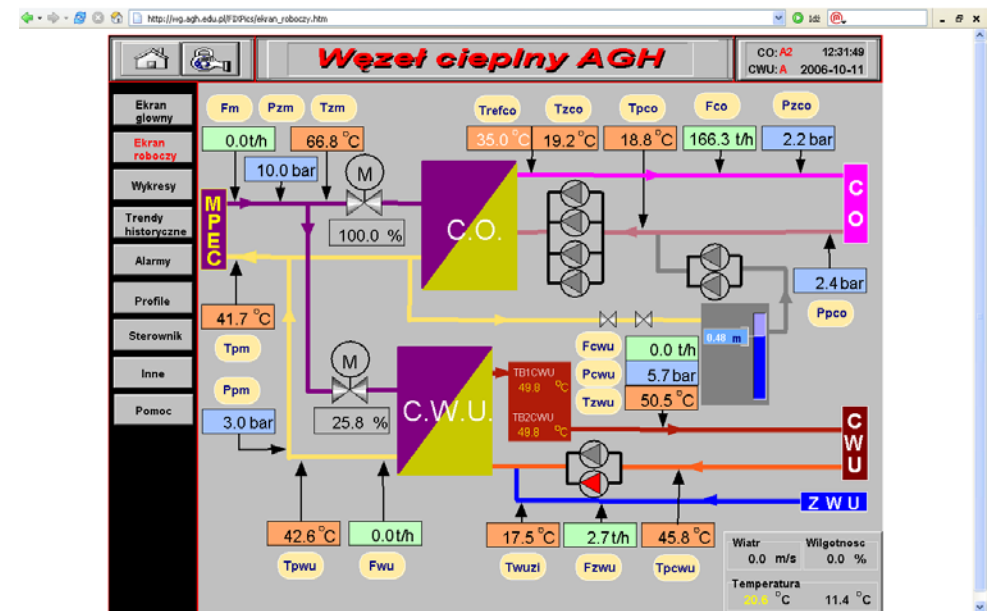 http://wg.agh.edu.pl/FIXPics/ekran_roboczy.htm
Idź
Węzeł cieplny AGH
CO: A2 12:31:49
CWU: A 2006-10-11
Ekran
glowny
Ekran
roboczy
Wykresy
Trendy
historyczne
Alarmy
Profile
Sterownik
Inne
Pomoc
Fm Pzm Tzm Trefco Tzco Tpco Fco Pzco
0.0t/h 66.8 °C 35.0 °C 19.2 °C 18.8 °C 166.3 t/h 2.2 bar
10.0 bar
M
100.0 %
MPEC
C.O.
C O
2.4 bar
Ppco
41.7 °C
Tpm
0.48 m
Fcwu 0.0 t/h
Pcwu 5.7 bar
Tzwu 50.5 °C
M
25.8 %
C.W.U.
TB1CWU
49.8 °C
TB2CWU
49.8 °C
Ppm
3.0 bar
CWU
ZWU
42.6 °C 0.0t/h 17.5 °C 2.7t/h 45.8 °C
Tpwu Fwu Twuzi Fzwu Tpcwu
Wiatr Wilgotnosc
0.0 m/s 0.0 %
Temperatura
20.6 °C 11.4 °C